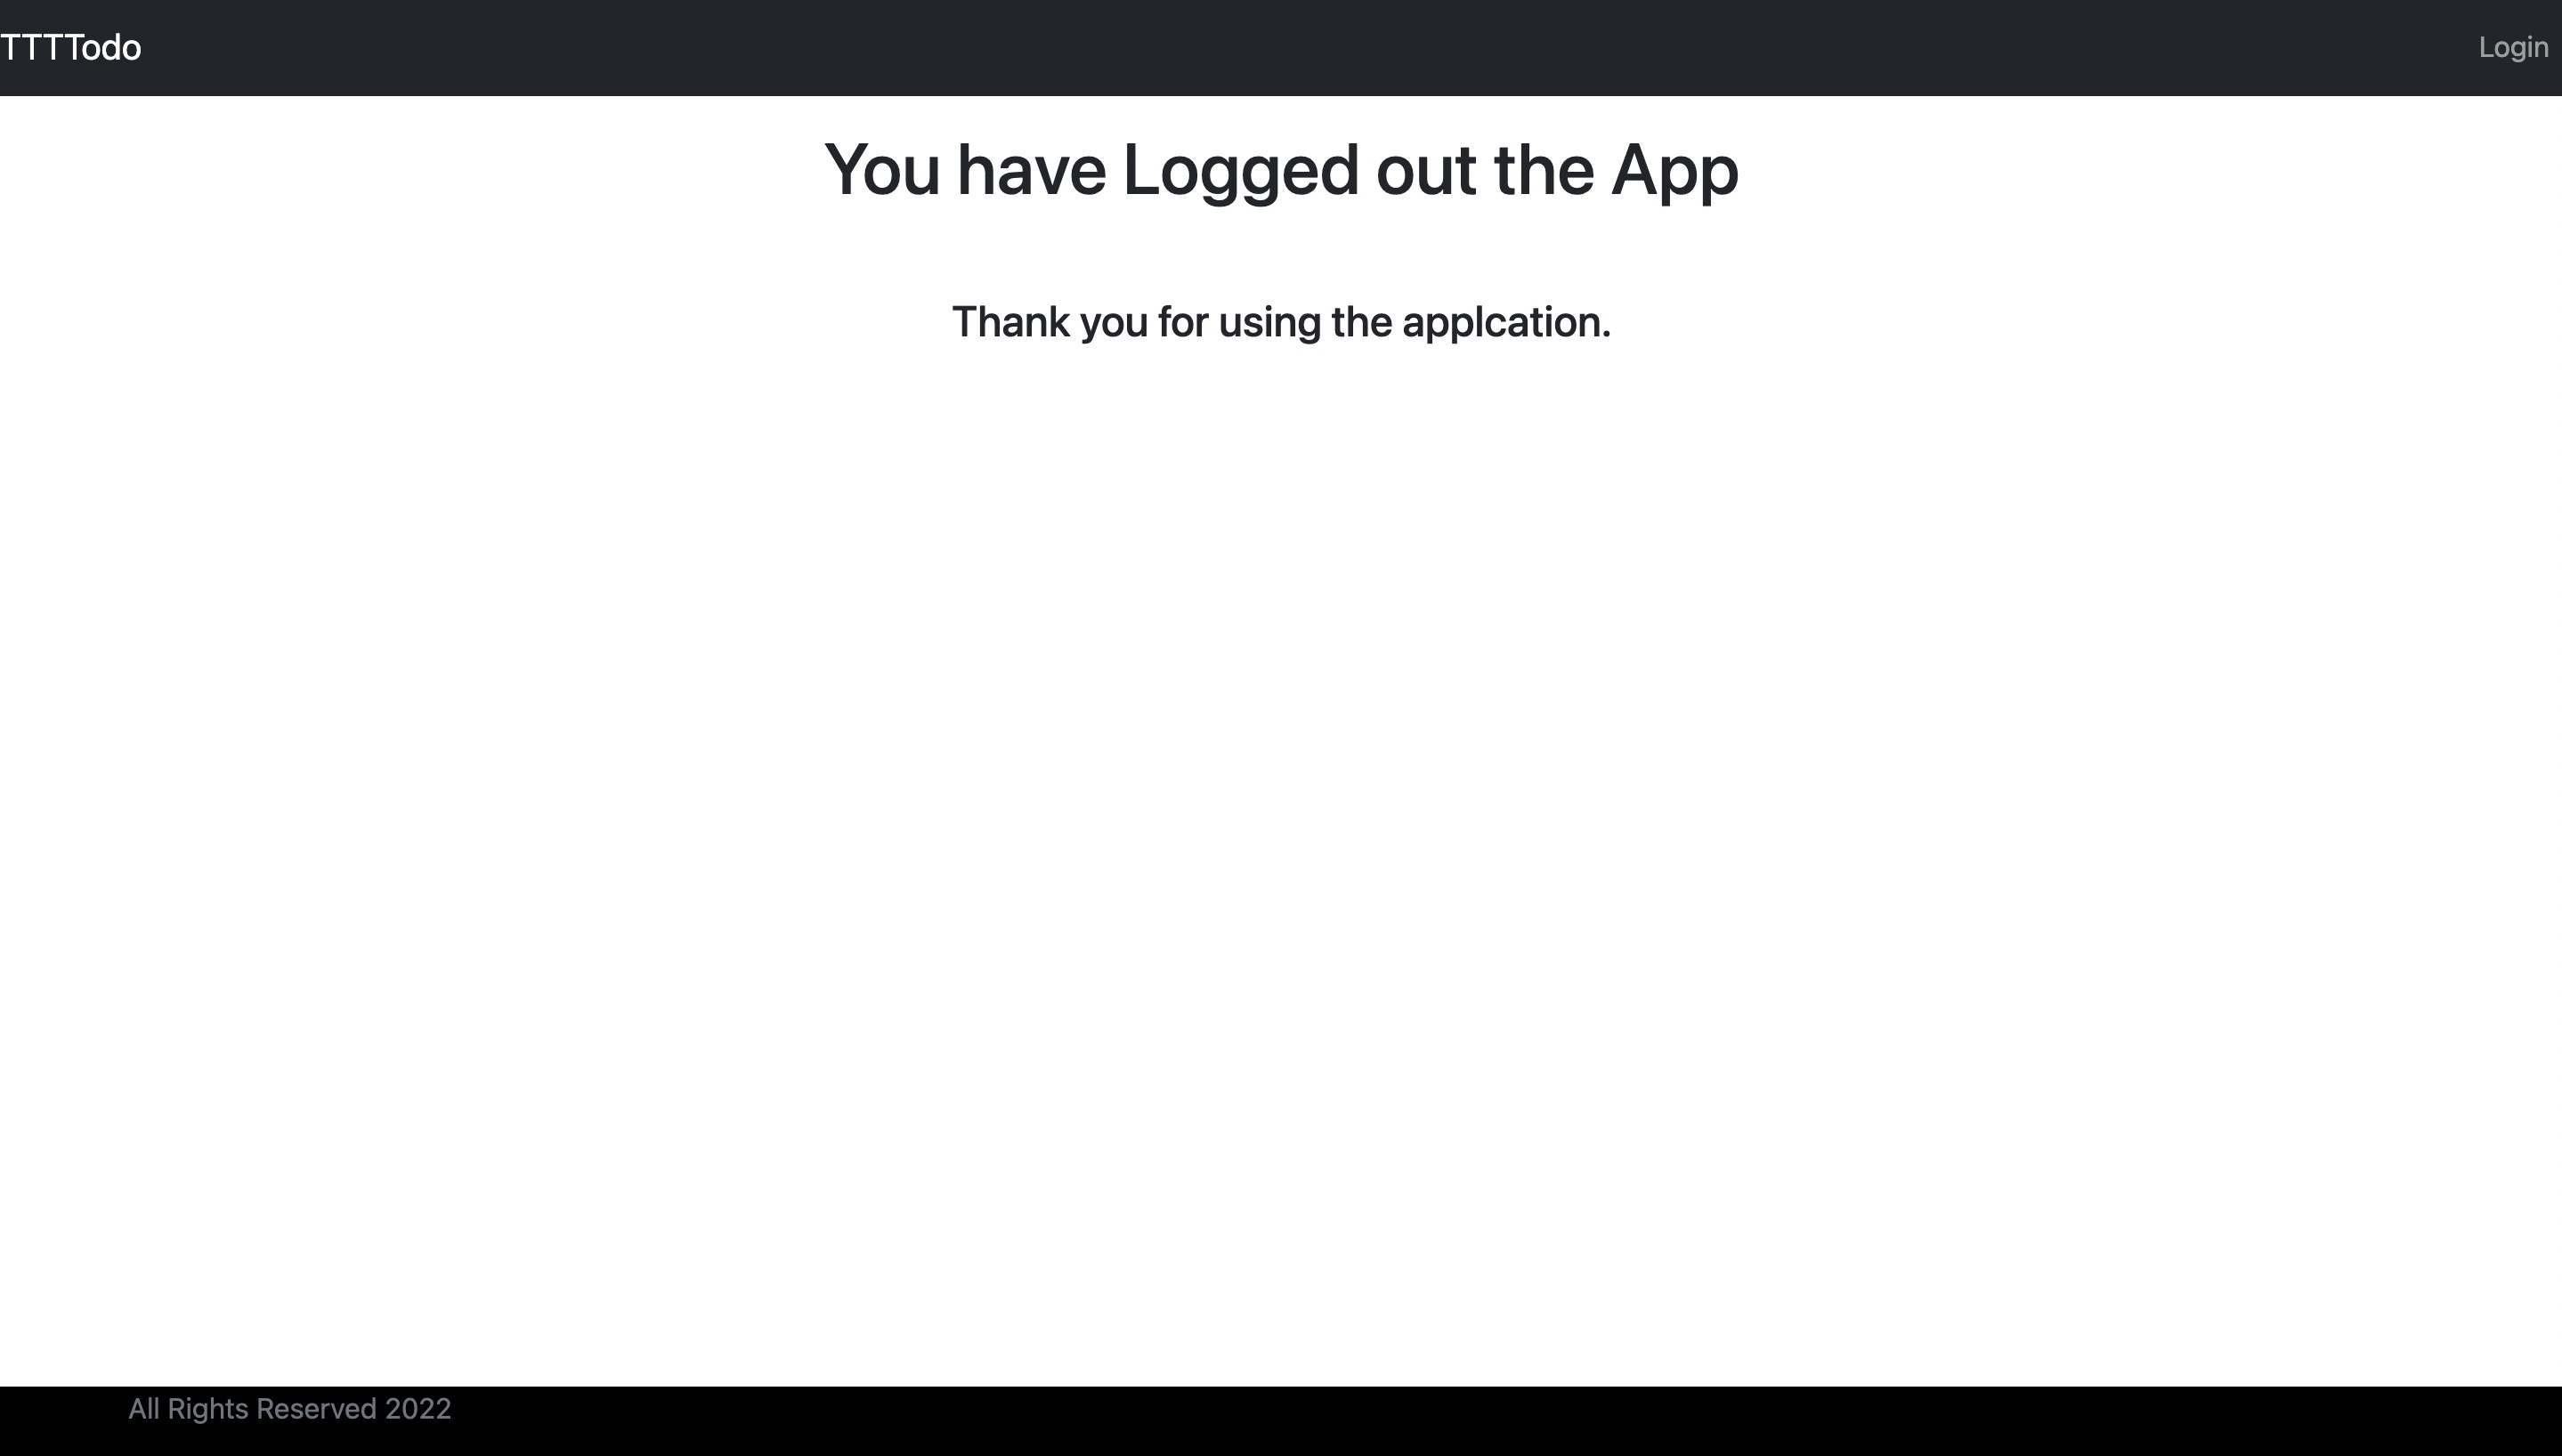 TTTTodo
Login
You have Logged out the App
Thank you for using the applcation.
All Rights Reserved 2022